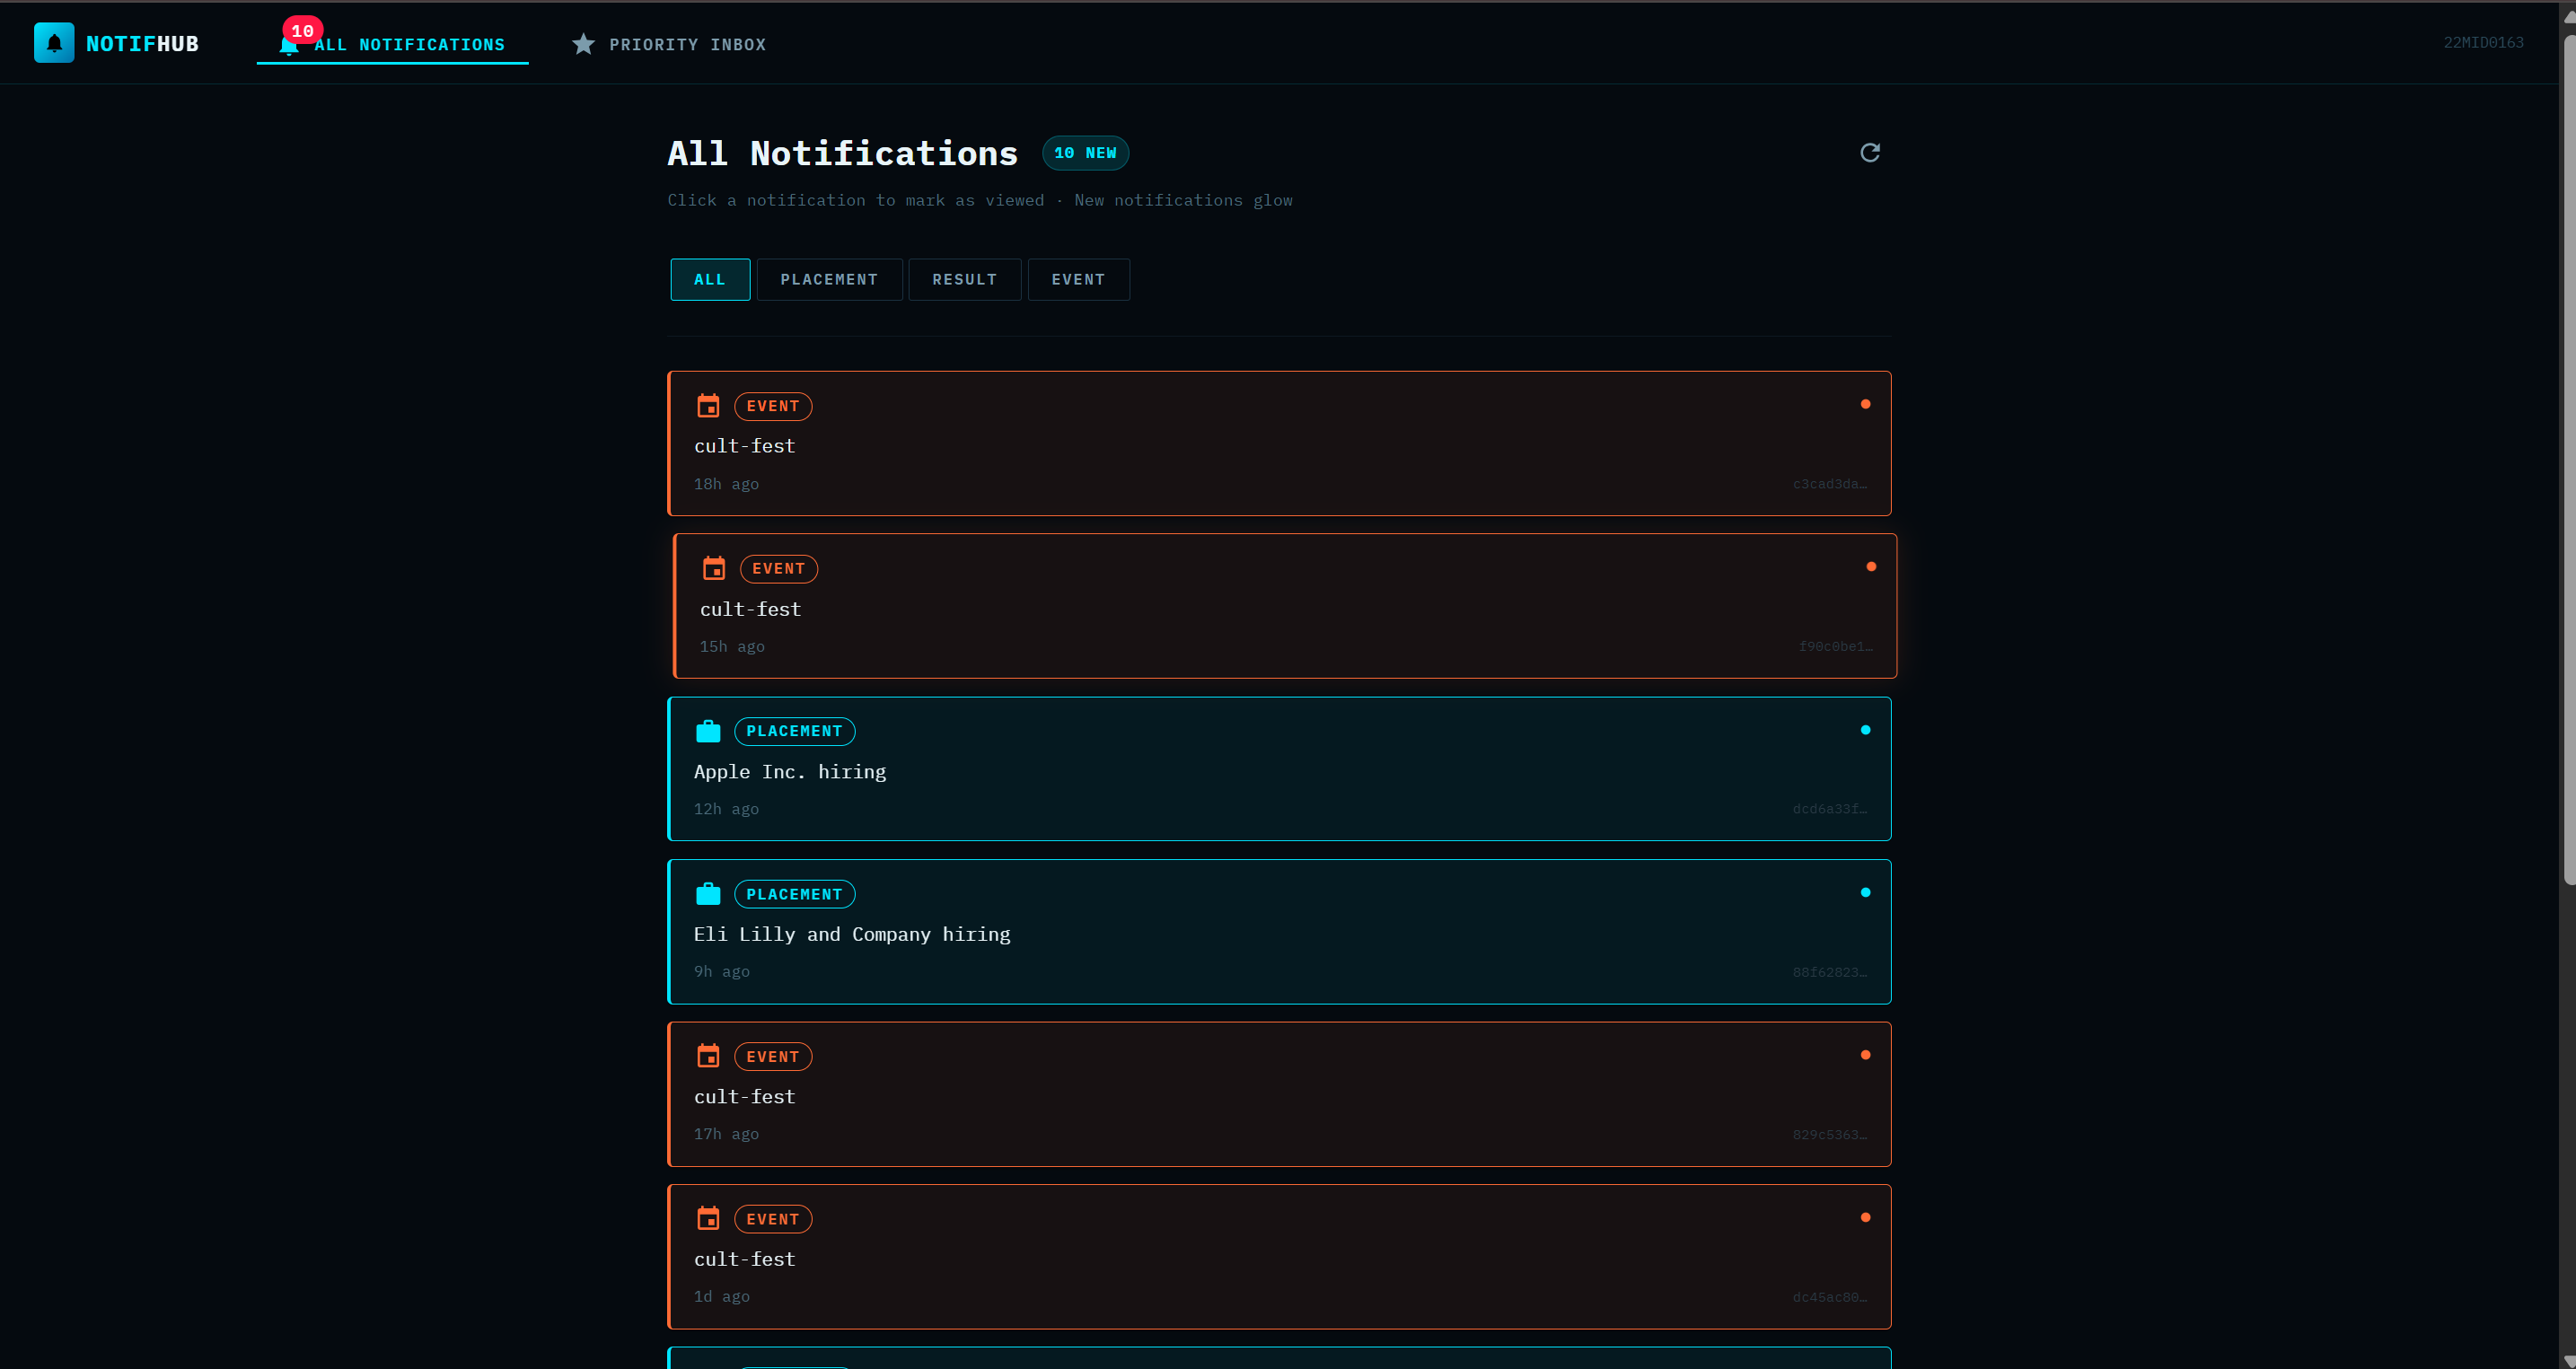 NOTIFHUB
10
ALL NOTIFICATIONS
PRIORITY INBOX
22MID0163
All Notifications
10 NEW
Click a notification to mark as viewed · New notifications glow
ALL
PLACEMENT
RESULT
EVENT
EVENT
cult-fest
18h ago
c3cad3da…
EVENT
cult-fest
15h ago
f90c0be1…
PLACEMENT
Apple Inc. hiring
12h ago
dcd6a33f…
PLACEMENT
Eli Lilly and Company hiring
9h ago
88f62823…
EVENT
cult-fest
17h ago
829c5363…
EVENT
cult-fest
1d ago
dc45ac80…